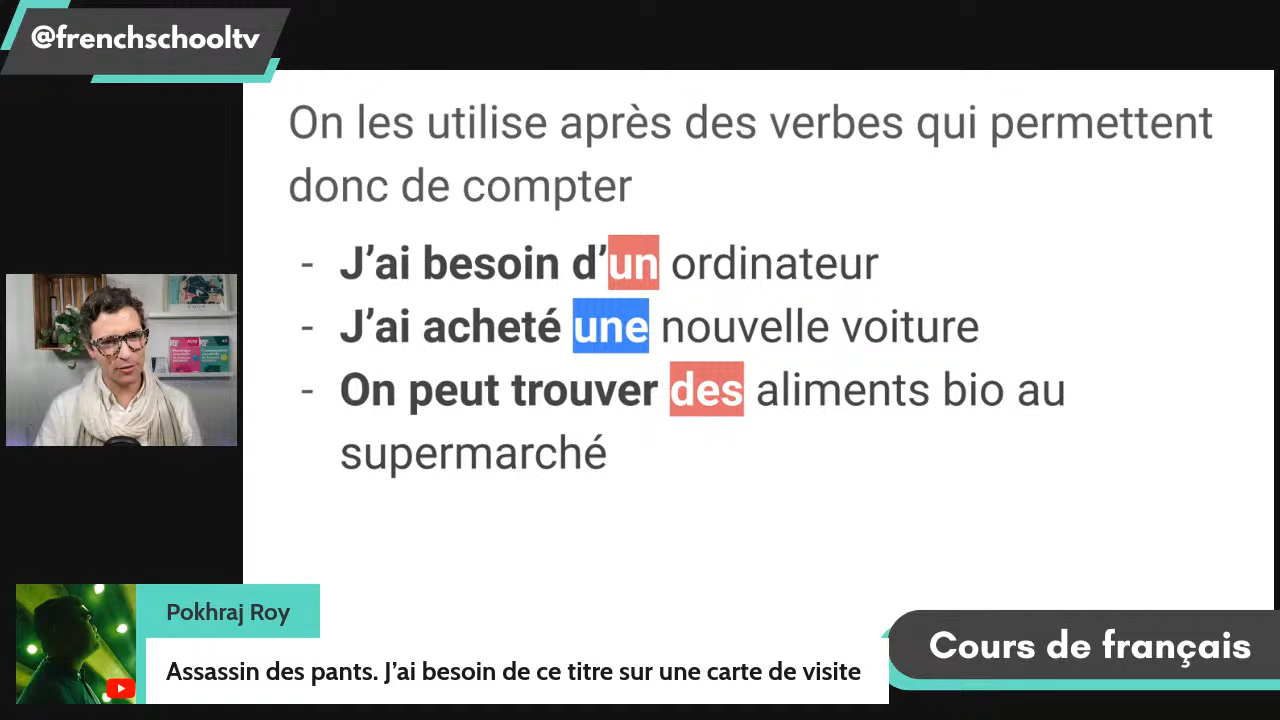 @frenchschooltv
On les utilise après des verbes qui permettent
donc de compter
- J’ai besoin d’un ordinateur
- J’ai acheté une nouvelle voiture
- On peut trouver des aliments bio au
supermarché
Pokhraj Roy
Assassin des pants. J’ai besoin de ce titre sur une carte de visite
Cours de français